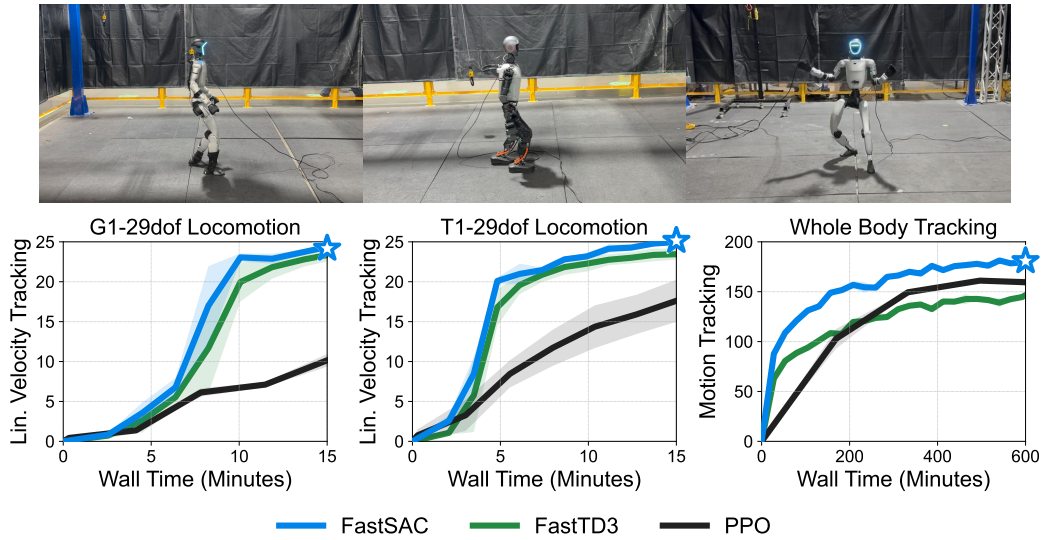 G1-29dof Locomotion
Lin. Velocity Tracking
25
20
15
10
5
0
0 5 10 15
Wall Time (Minutes)
T1-29dof Locomotion
Lin. Velocity Tracking
25
20
15
10
5
0
0 5 10 15
Wall Time (Minutes)
Whole Body Tracking
Motion Tracking
200
150
100
50
0
0 200 400 600
Wall Time (Minutes)
FastSAC FastTD3 PPO